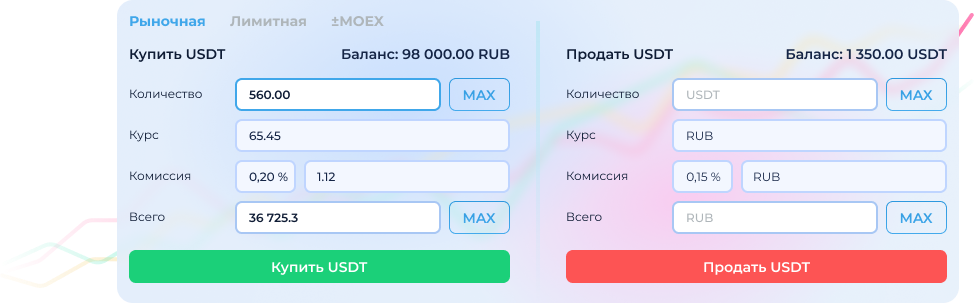 Рыночная Лимитная ±MOEX
Купить USDT Баланс: 98 000.00 RUB
Количество 560.00 MAX
Курс 65.45
Комиссия 0,20 % 1.12
Всего 36 725.3 MAX
Купить USDT
Продать USDT Баланс: 1 350.00 USDT
Количество USDT MAX
Курс RUB
Комиссия 0,15 % RUB
Всего RUB MAX
Продать USDT